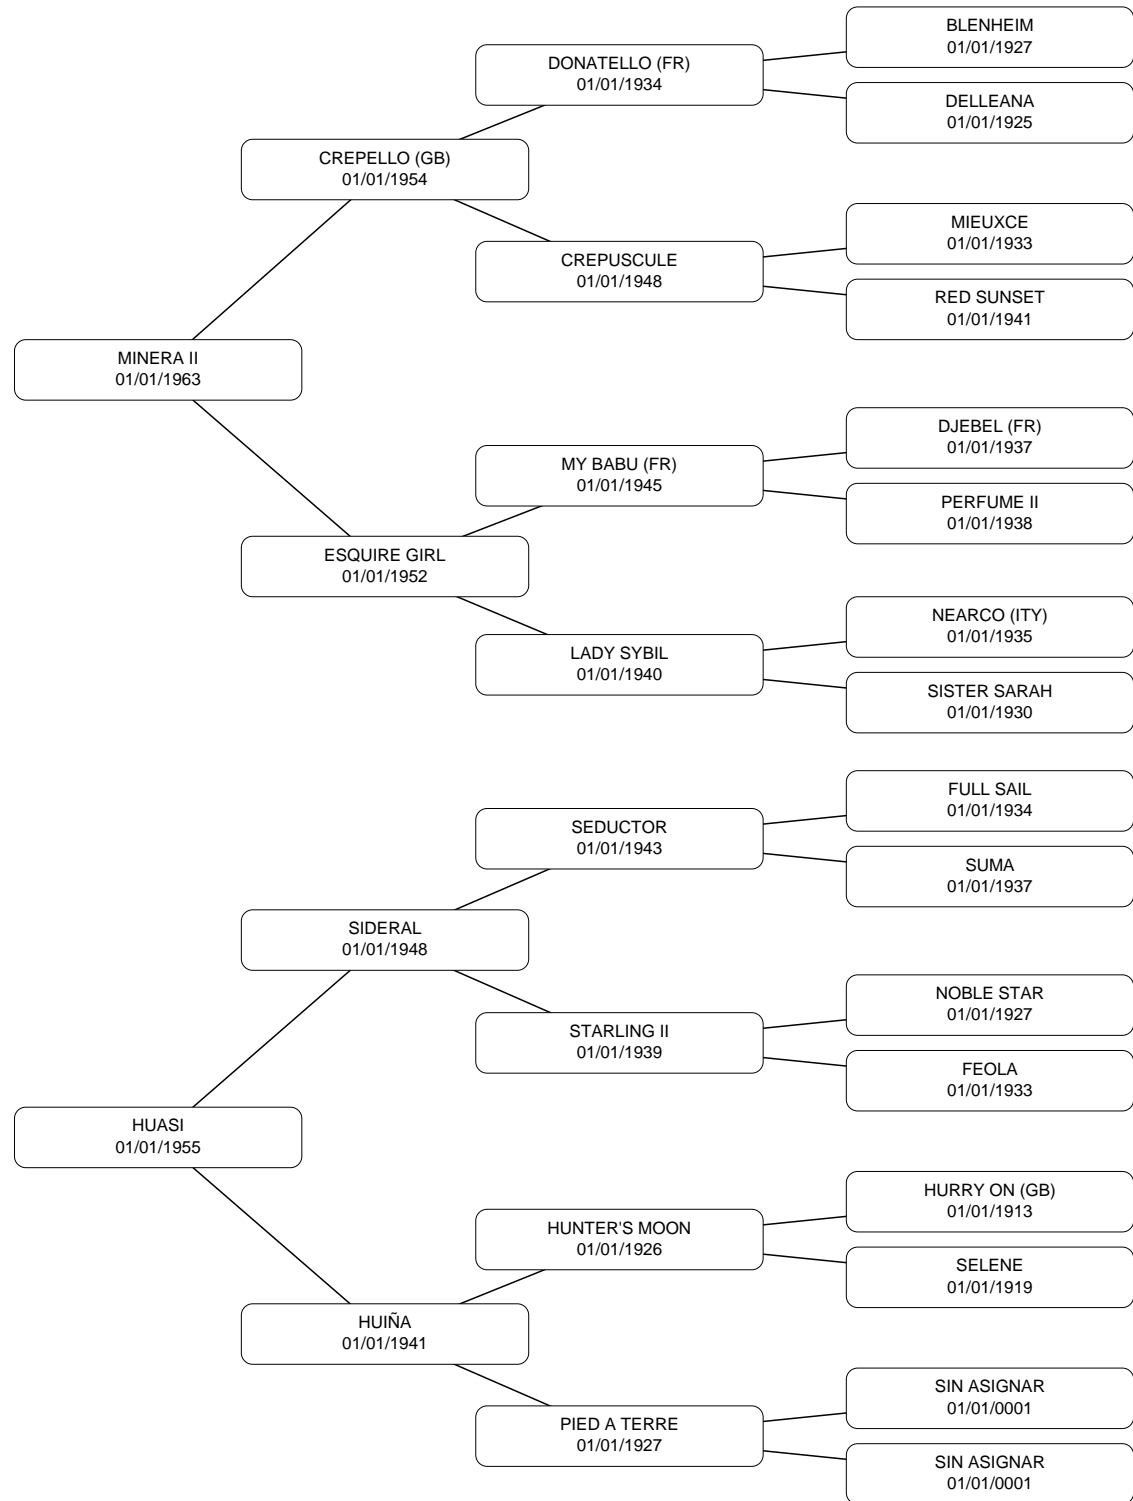 BLENHEIM
01/01/1927
DONATELLO (FR)
01/01/1934
DELLEANA
01/01/1925
CREPELLO (GB)
01/01/1954
MIEUXCE
01/01/1933
CREPUSCULE
01/01/1948
RED SUNSET
01/01/1941
MINERA II
01/01/1963
DJEBEL (FR)
01/01/1937
MY BABU (FR)
01/01/1945
PERFUME II
01/01/1938
ESQUIRE GIRL
01/01/1952
NEARCO (ITY)
01/01/1935
LADY SYBIL
01/01/1940
SISTER SARAH
01/01/1930
FULL SAIL
01/01/1934
SEDUCTOR
01/01/1943
SUMA
01/01/1937
SIDERAL
01/01/1948
NOBLE STAR
01/01/1927
STARLING II
01/01/1939
FEOLA
01/01/1933
HUASI
01/01/1955
HURRY ON (GB)
01/01/1913
HUNTER'S MOON
01/01/1926
SELENE
01/01/1919
HUIÑA
01/01/1941
SIN ASIGNAR
01/01/0001
PIED A TERRE
01/01/1927
SIN ASIGNAR
01/01/0001